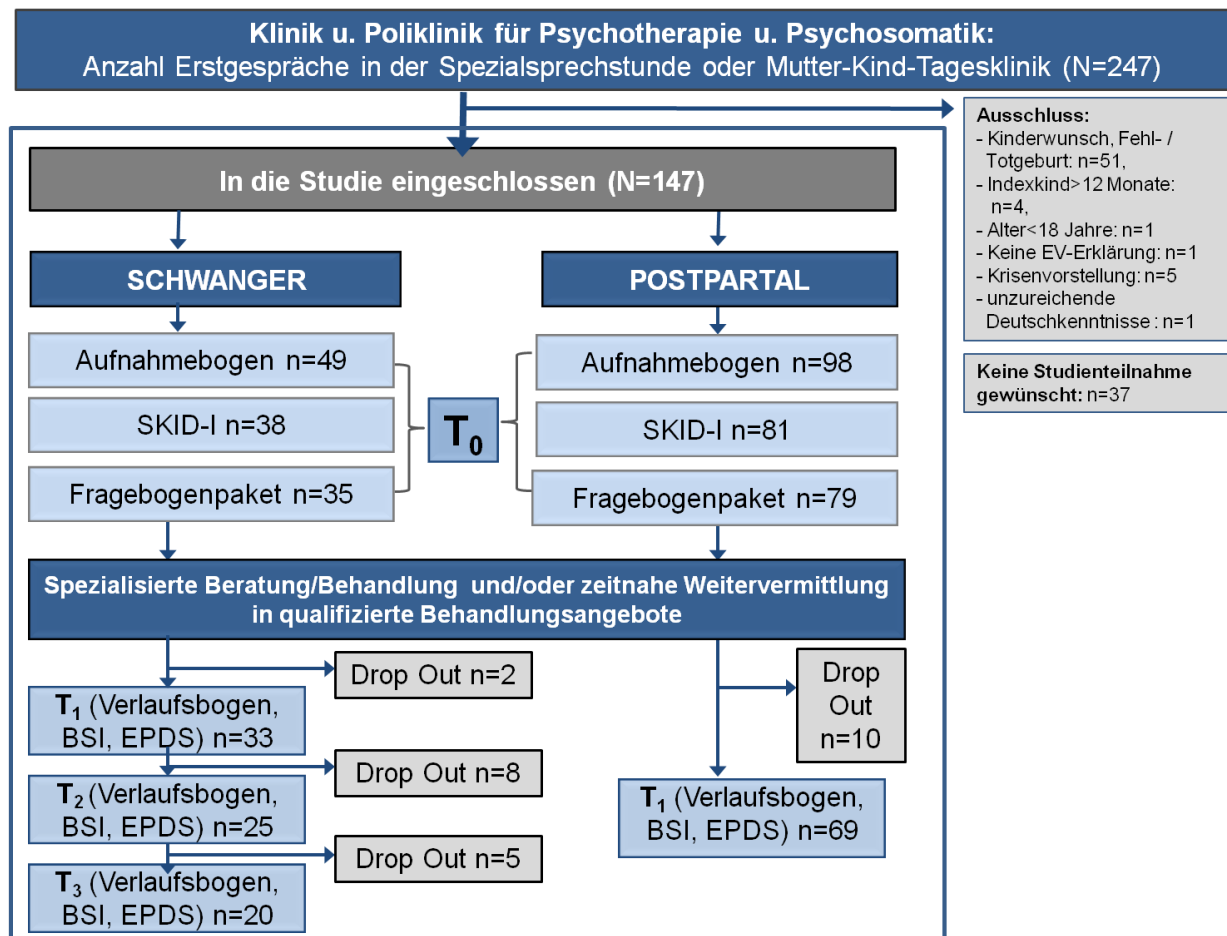 Klinik u. Poliklinik für Psychotherapie u. Psychosomatik:
Anzahl Erstgespräche in der Spezialsprechstunde oder Mutter-Kind-Tagesklinik (N=247)
Ausschluss:
- Kinderwunsch, Fehl- /
Totgeburt: n=51,
- Indexkind>12 Monate:
n=4,
- Alter<18 Jahre: n=1
- Keine EV-Erklärung: n=1
- Krisenvorstellung: n=5
- unzureichende
Deutschkenntnisse : n=1
Keine Studienteilnahme
gewünscht: n=37
In die Studie eingeschlossen (N=147)
SCHWANGER
POSTPARTAL
Aufnahmebogen n=49
SKID-I n=38
Fragebogenpaket n=35
T₀
Aufnahmebogen n=98
SKID-I n=81
Fragebogenpaket n=79
Spezialisierte Beratung/Behandlung und/oder zeitnahe Weitervermittlung
in qualifizierte Behandlungsangebote
Drop Out n=2
T₁ (Verlaufsbogen,
BSI, EPDS) n=33
Drop Out n=8
T₂ (Verlaufsbogen,
BSI, EPDS) n=25
Drop Out n=5
T₃ (Verlaufsbogen,
BSI, EPDS) n=20
Drop
Out
n=10
T₁ (Verlaufsbogen,
BSI, EPDS) n=69